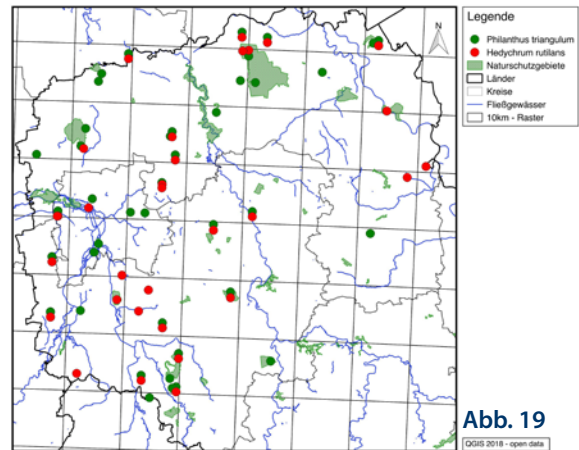 N
Legende
Philanthus triangulum
Hedychrum rutilans
Naturschutzgebiete
Länder
Kreise
Fließgewässer
10km - Raster
Abb. 19
QGIS 2018 - open data